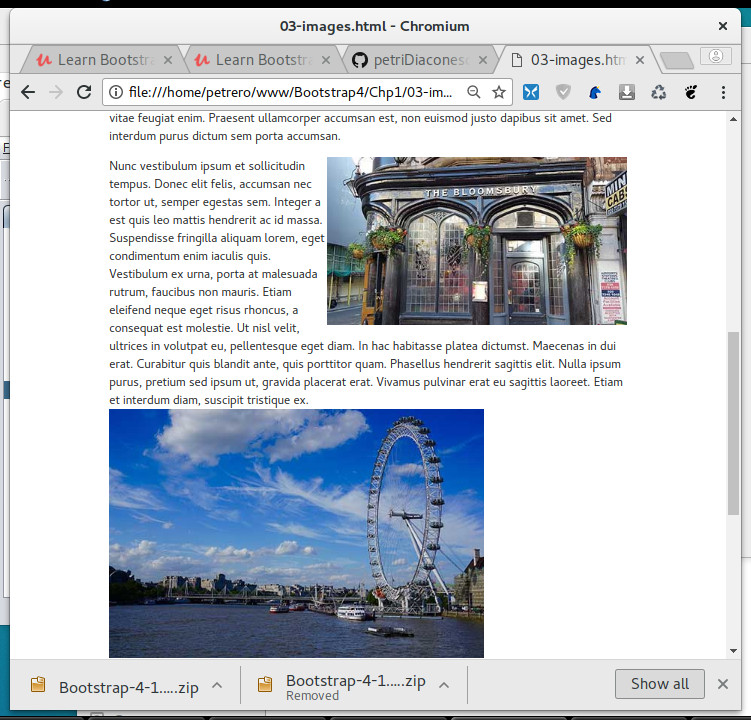 03-images.html - Chromium
Learn Bootstra
Learn Bootstra
petriDiacones
03-images.htm
file:///home/petrero/www/Bootstrap4/Chp1/03-im...
vitae feugiat enim. Praesent ullamcorper accumsan est, non euismod justo dapibus sit amet. Sed
interdum purus dictum sem porta accumsan.
Nunc vestibulum ipsum et sollicitudin
tempus. Donec elit felis, accumsan nec
tortor ut, semper egestas sem. Integer a
est quis leo mattis hendrerit ac id massa.
Suspendisse fringilla aliquam lorem, eget
condimentum enim iaculis quis.
Vestibulum ex urna, porta at malesuada
rutrum, faucibus non mauris. Etiam
eleifend neque eget risus rhoncus, a
consequat est molestie. Ut nisl velit,
THE BLOOMSBURY
MINI
CABS
ultrices in volutpat eu, pellentesque eget diam. In hac habitasse platea dictumst. Maecenas in dui
erat. Curabitur quis blandit ante, quis porttitor quam. Phasellus hendrerit sagittis elit. Nulla ipsum
purus, pretium sed ipsum ut, gravida placerat erat. Vivamus pulvinar erat eu sagittis laoreet. Etiam
et interdum diam, suscipit tristique ex.
Bootstrap-4-1.....zip
Bootstrap-4-1.....zip
Removed
Show all